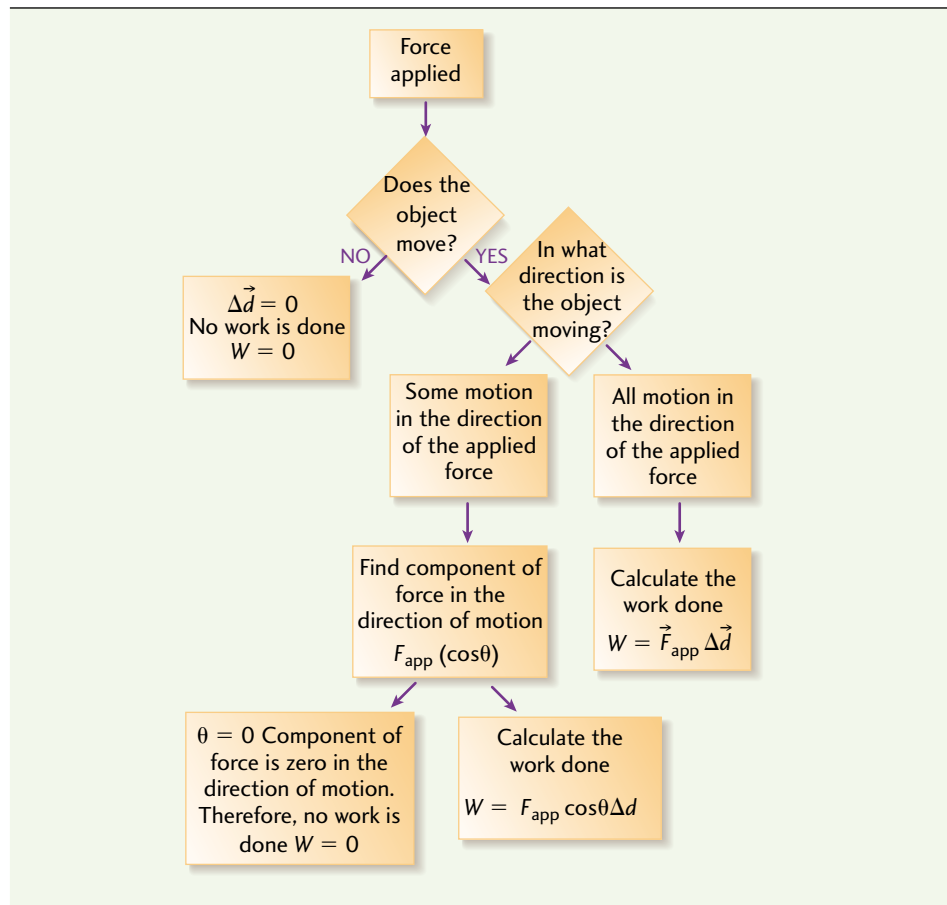 Force
applied
Does the
object
move?
NO
YES
In what
direction is
the object
moving?
Δd⃗ = 0
No work is done
W = 0
Some motion
in the direction
of the applied
force
All motion in
the direction
of the applied
force
Find component of
force in the
direction of motion
F_app (cosθ)
Calculate the
work done
W = F⃗_app Δd⃗
θ = 0 Component of
force is zero in the
direction of motion.
Therefore, no work is
done W = 0
Calculate the
work done
W = F_app cosθΔd